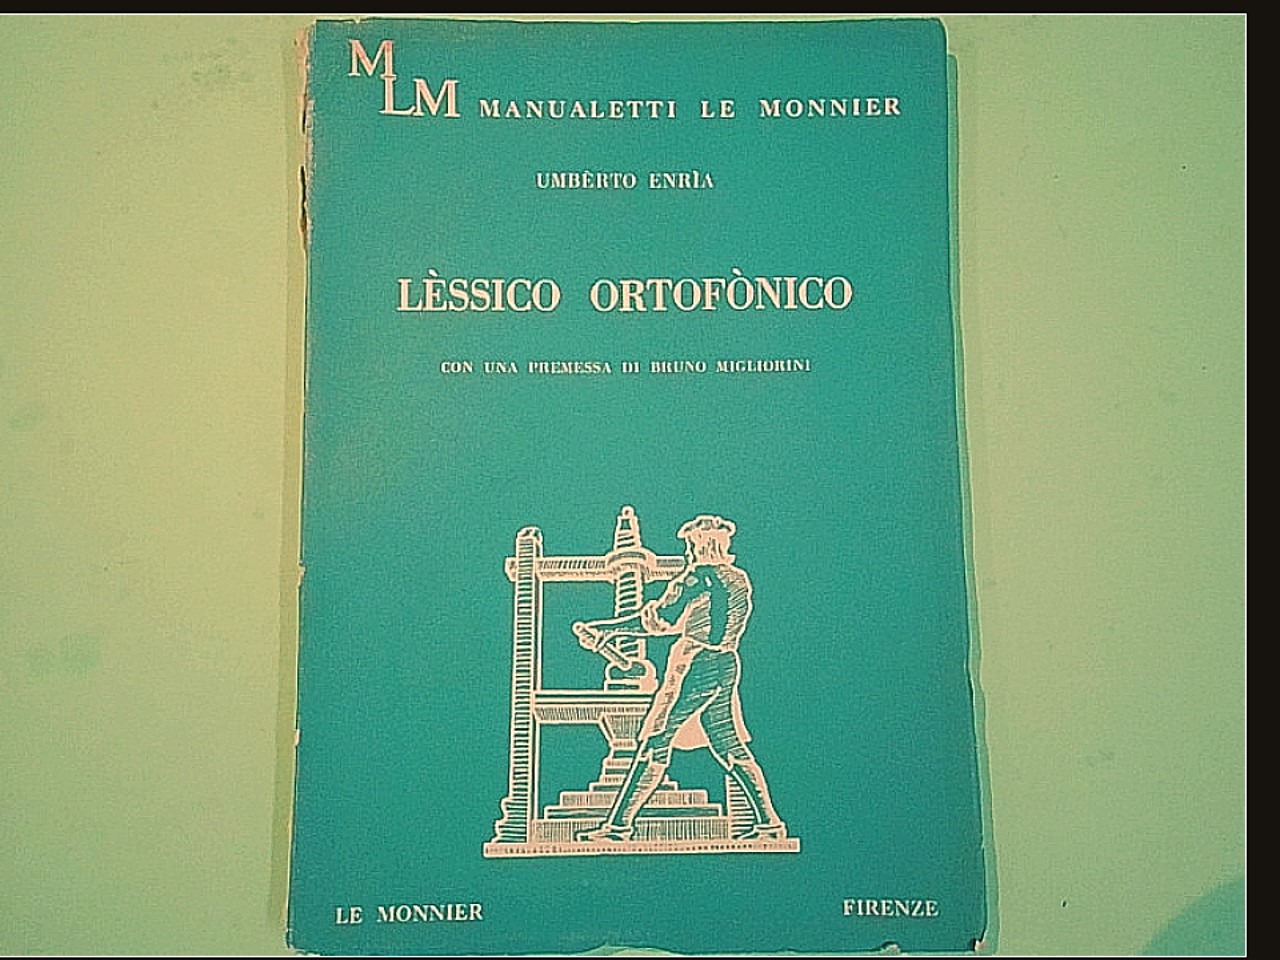 MLM MANUALETTI LE MONNIER
UMBÈRTO ENRÌA
LÈSSICO ORTOFÒNICO
CON UNA PREMESSA DI BRUNO MIGLIORINI
LE MONNIER FIRENZE